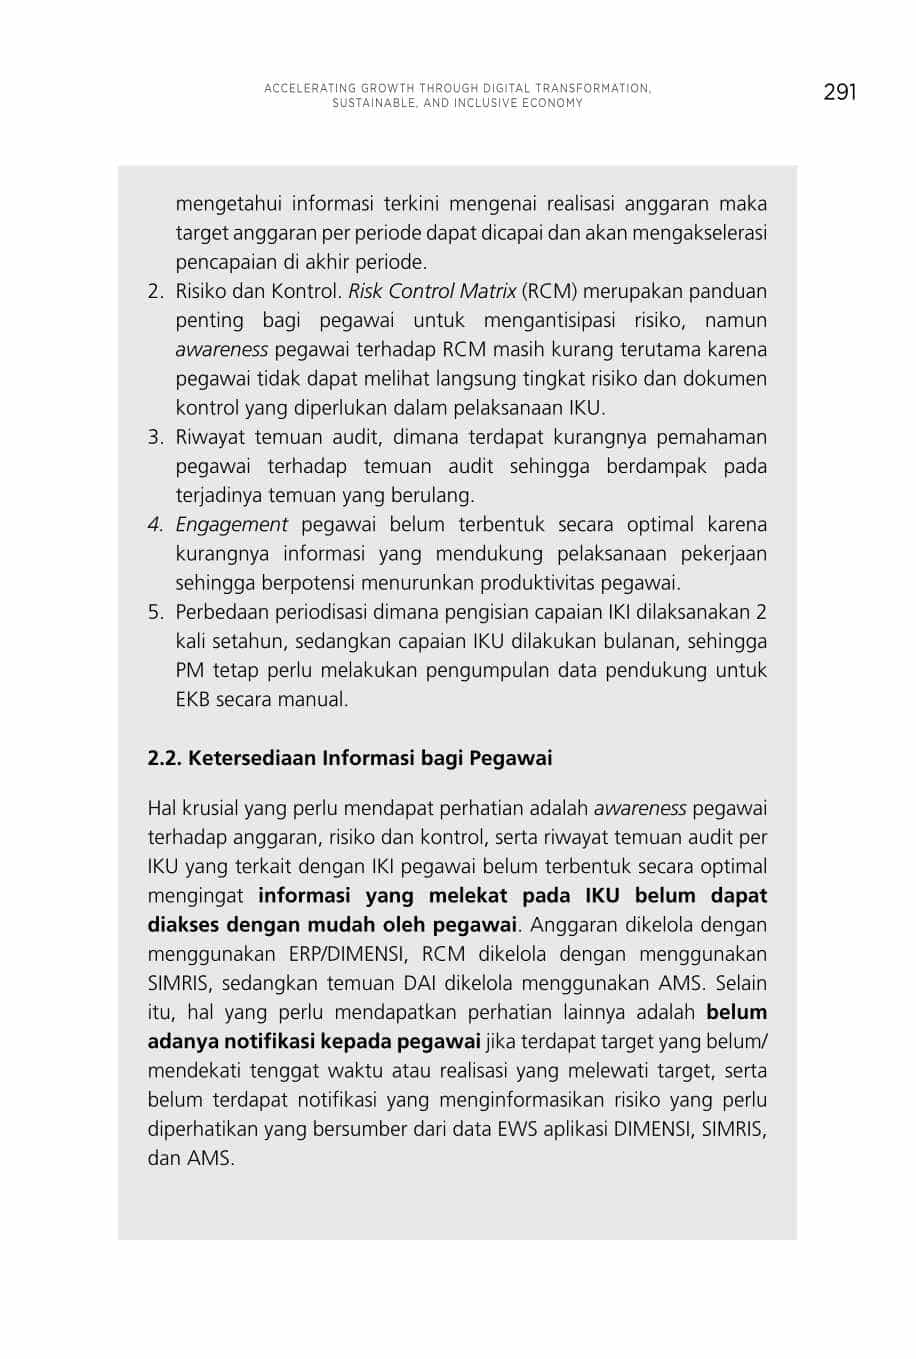 ACCELERATING GROWTH THROUGH DIGITAL TRANSFORMATION,
SUSTAINABLE, AND INCLUSIVE ECONOMY
291
mengetahui informasi terkini mengenai realisasi anggaran maka
target anggaran per periode dapat dicapai dan akan mengakselerasi
pencapaian di akhir periode.
2. Risiko dan Kontrol. Risk Control Matrix (RCM) merupakan panduan
penting bagi pegawai untuk mengantisipasi risiko, namun
awareness pegawai terhadap RCM masih kurang terutama karena
pegawai tidak dapat melihat langsung tingkat risiko dan dokumen
kontrol yang diperlukan dalam pelaksanaan IKU.
3. Riwayat temuan audit, dimana terdapat kurangnya pemahaman
pegawai terhadap temuan audit sehingga berdampak pada
terjadinya temuan yang berulang.
4. Engagement pegawai belum terbentuk secara optimal karena
kurangnya informasi yang mendukung pelaksanaan pekerjaan
sehingga berpotensi menurunkan produktivitas pegawai.
5. Perbedaan periodisasi dimana pengisian capaian IKI dilaksanakan 2
kali setahun, sedangkan capaian IKU dilakukan bulanan, sehingga
PM tetap perlu melakukan pengumpulan data pendukung untuk
EKB secara manual.
2.2. Ketersediaan Informasi bagi Pegawai
Hal krusial yang perlu mendapat perhatian adalah awareness pegawai
terhadap anggaran, risiko dan kontrol, serta riwayat temuan audit per
IKU yang terkait dengan IKI pegawai belum terbentuk secara optimal
mengingat informasi yang melekat pada IKU belum dapat
diakses dengan mudah oleh pegawai. Anggaran dikelola dengan
menggunakan ERP/DIMENSI, RCM dikelola dengan menggunakan
SIMRIS, sedangkan temuan DAI dikelola menggunakan AMS. Selain
itu, hal yang perlu mendapatkan perhatian lainnya adalah belum
adanya notifikasi kepada pegawai jika terdapat target yang belum/
mendekati tenggat waktu atau realisasi yang melewati target, serta
belum terdapat notifikasi yang menginformasikan risiko yang perlu
diperhatikan yang bersumber dari data EWS aplikasi DIMENSI, SIMRIS,
dan AMS.